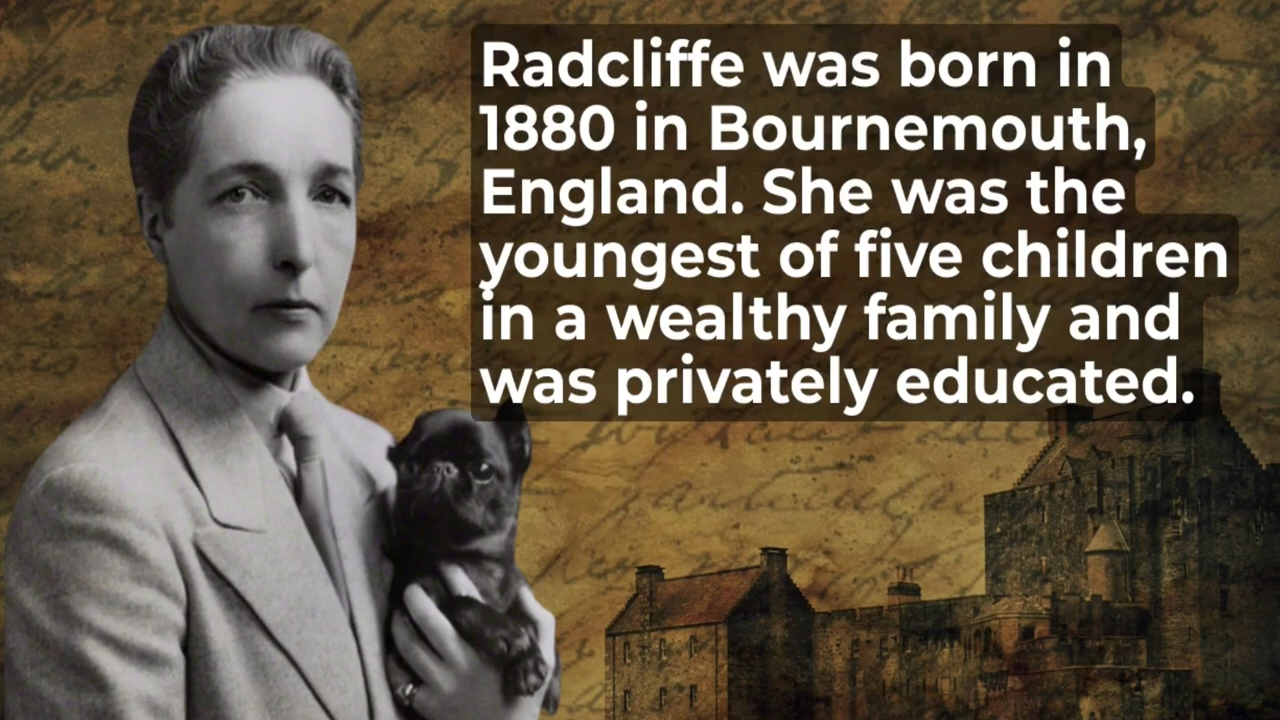 Radcliffe was born in
1880 in Bournemouth,
England. She was the
youngest of five children
in a wealthy family and
was privately educated.